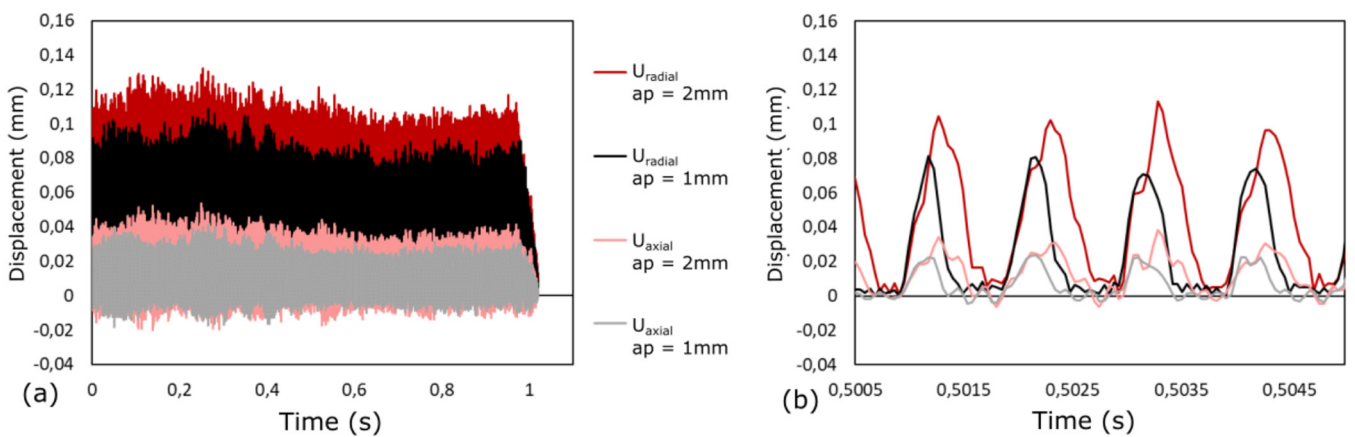 Displacement (mm)
0,16
0,14
0,12
0,1
0,08
0,06
0,04
0,02
0
-0,02
-0,04
0
0,2
0,4
0,6
0,8
1
(a)
Time (s)
Uradial
ap = 2mm
Uradial
ap = 1mm
Uaxial
ap = 2mm
Uaxial
ap = 1mm
Displacement (mm)
0,16
0,14
0,12
0,1
0,08
0,06
0,04
0,02
0
-0,02
-0,04
0,5005
0,5015
0,5025
0,5035
0,5045
(b)
Time (s)